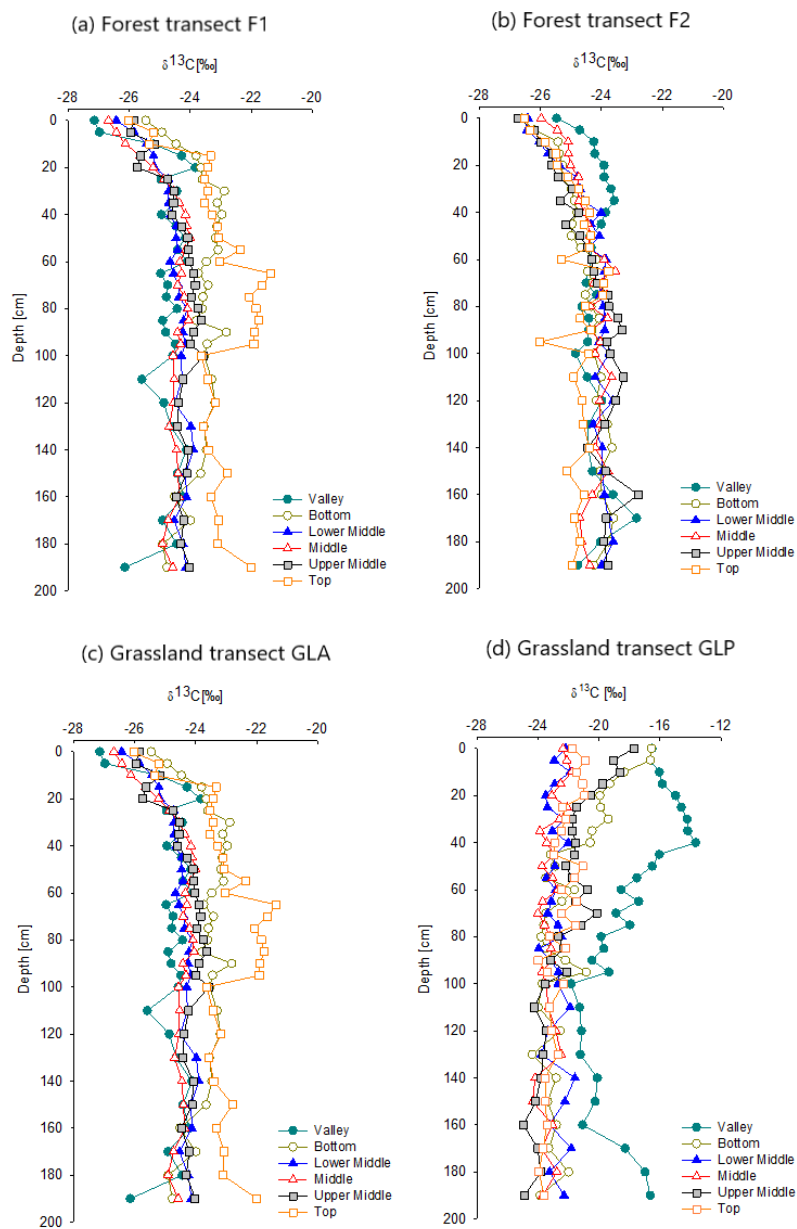 (a) Forest transect F1
δ13C[‰]
-28 -26 -24 -22 -20
0
20
40
60
80
100
120
140
160
180
200
Depth [cm]
Valley
Bottom
Lower Middle
Middle
Upper Middle
Top
(b) Forest transect F2
δ13C[‰]
-28 -26 -24 -22 -20
0
20
40
60
80
100
120
140
160
180
200
Depth [cm]
Valley
Bottom
Lower Middle
Middle
Upper Middle
Top
(c) Grassland transect GLA
δ13C[‰]
-28 -26 -24 -22 -20
0
20
40
60
80
100
120
140
160
180
200
Depth [cm]
Valley
Bottom
Lower Middle
Middle
Upper Middle
Top
(d) Grassland transect GLP
δ13C [‰]
-28 -24 -20 -16 -12
0
20
40
60
80
100
120
140
160
180
200
Depth [cm]
Valley
Bottom
Lower Middle
Middle
Upper Middle
Top